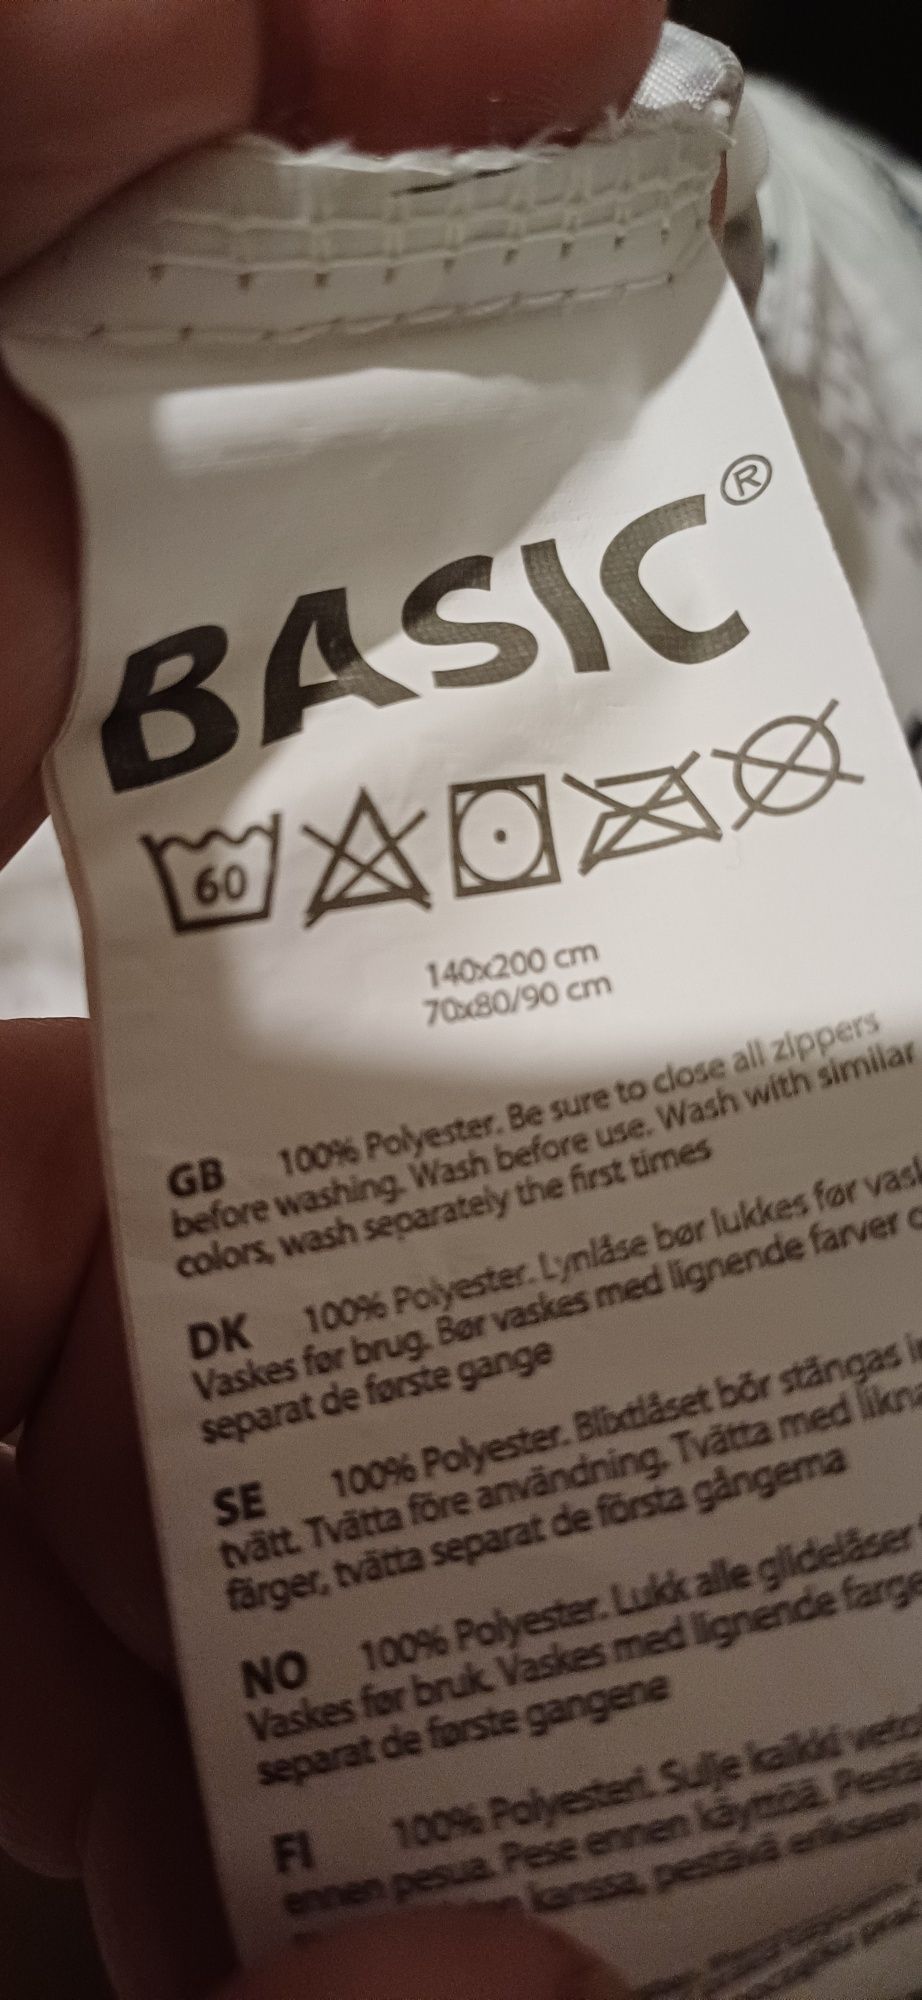 BASIC®
60
140x200 cm
70x80/90 cm
GB 100% Polyester. Be sure to close all zippers
before washing. Wash before use. Wash with similar
colors, wash separately the first times
DK 100% Polyester. Lynlåse bør lukkes før vask
Vaskes før brug. Bør vaskes med lignende farver
separat de første gange
SE 100% Polyester. Blixtlåset bör stängas
tvätt. Tvätta före användning. Tvätta med
färger, tvätta separat de första gångerna
NO 100% Polyester. Lukk alle glidelåser
Vaskes før bruk. Vaskes med lignende
separat de første gangene
FI 100% Polyesteri. Sulje kaikki
ennen pesua. Pese ennen käyttöä.
kanssa, pestävä erikseen